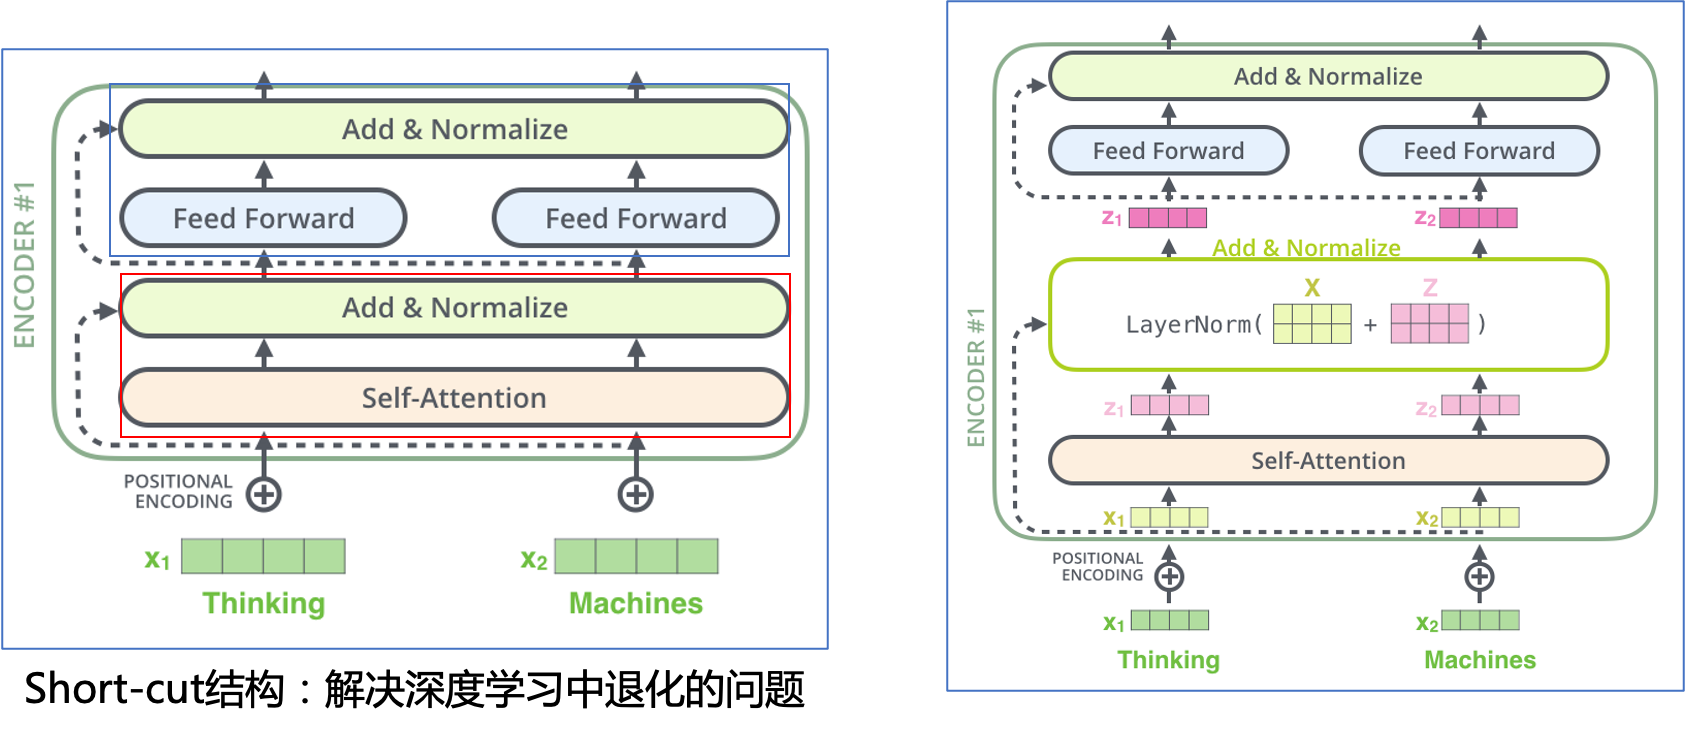 Add & Normalize
Feed Forward
Feed Forward
Add & Normalize
Self-Attention
ENCODER #1
POSITIONAL
ENCODING
x1
x2
Thinking
Machines
Short-cut结构：解决深度学习中退化的问题
Add & Normalize
Feed Forward
Feed Forward
z1
z2
Add & Normalize
X
Z
LayerNorm( + )
ENCODER #1
z1
z2
Self-Attention
x1
x2
POSITIONAL
ENCODING
x1
x2
Thinking
Machines